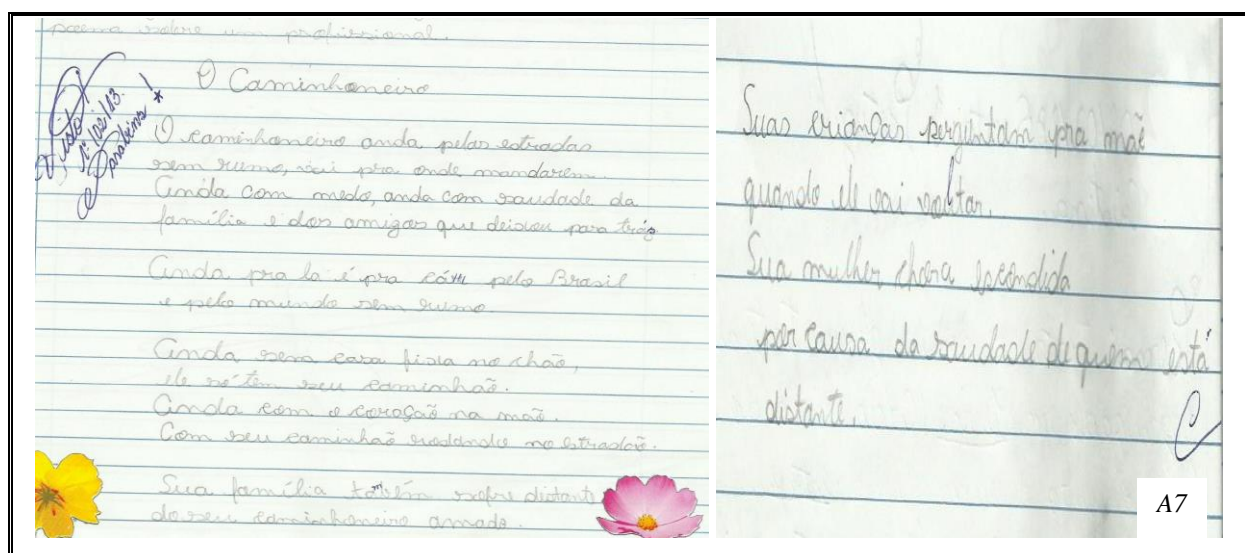 poema sobre um profissional.
Visto
1º/02/13.
Parabéns!
O Caminhoneiro
O caminhoneiro anda pelas estradas
sem rumo, vai pra onde mandarem.
Anda com medo, anda com saudade da
família e dos amigos que deixou para trás
Anda pra la e pra cá pelo Brasil
e pelo mundo sem rumo.
Anda sem casa fixa no chão,
ele só tem seu caminhão.
Anda com o coração na mão.
Com seu caminhão rodando no estradão.
Sua família também sofre distante
do seu caminhoneiro amado.
Suas crianças perguntam pra mãe
quando ele vai voltar.
Sua mulher chora escondida
por causa da saudade de quem está
distante.
A7